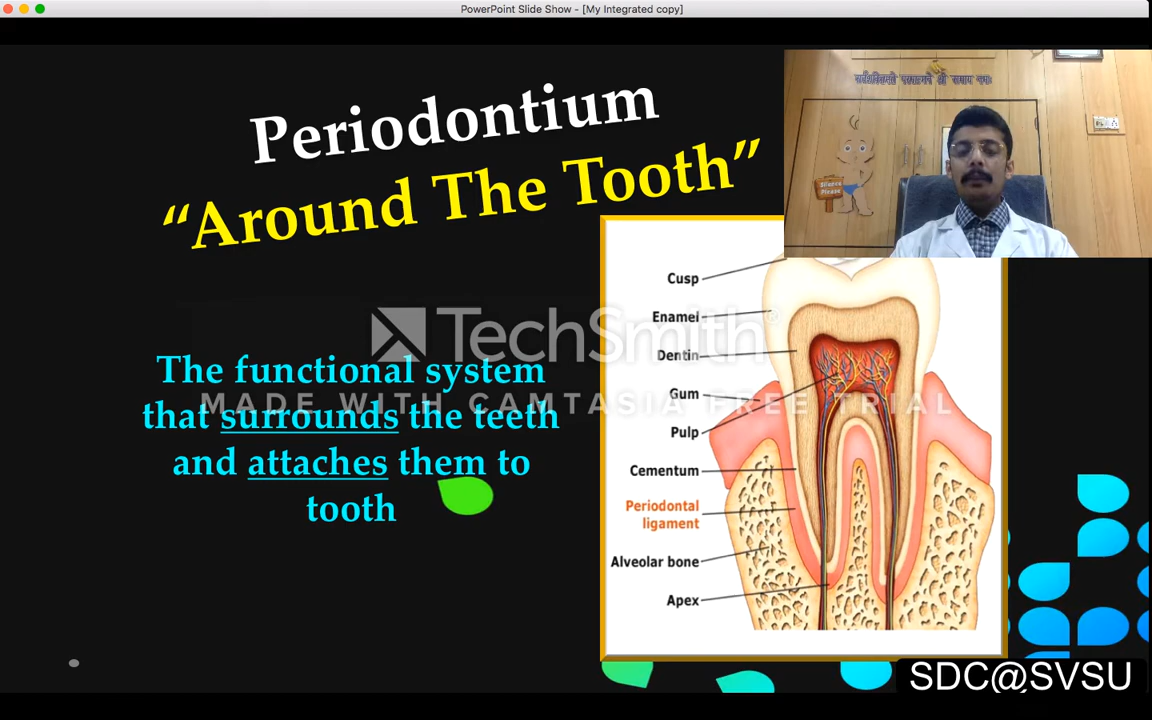 PowerPoint Slide Show - [My Integrated copy]
Periodontium
“Around The Tooth”
Silence
Please
The functional system
that surrounds the teeth
and attaches them to
tooth
TechSmith®
MADE WITH CAMTASIA FREE TRIAL
Cusp
Enamel
Dentin
Gum
Pulp
Cementum
Periodontal
ligament
Alveolar bone
Apex
SDC@SVSU